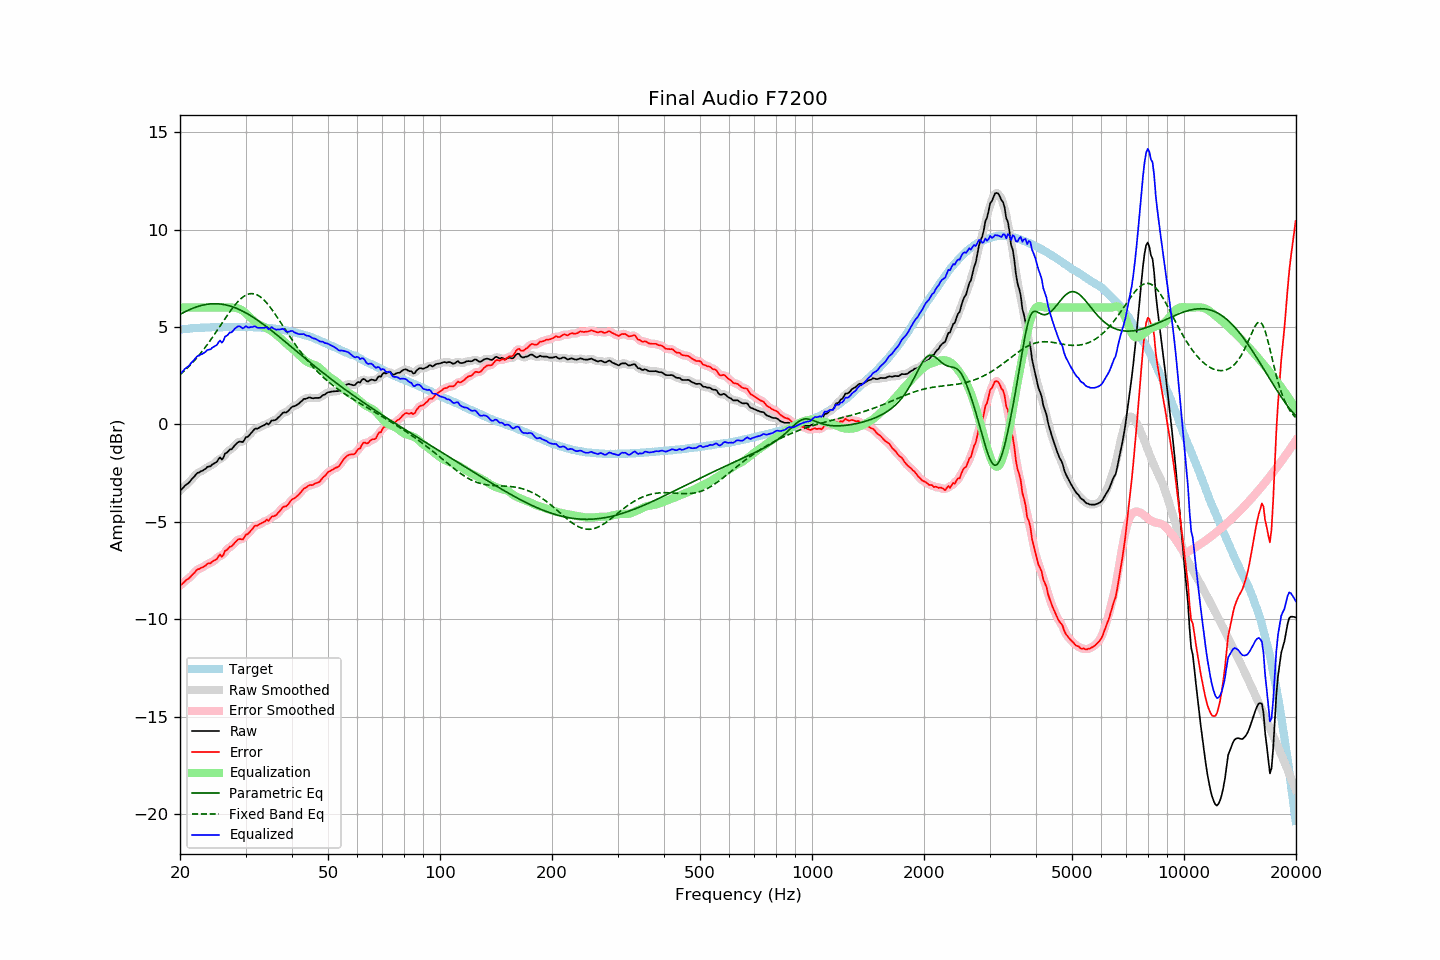 Final Audio F7200
Amplitude (dBr)
15
10
5
0
−5
−10
−15
−20
Target
Raw Smoothed
Error Smoothed
Raw
Error
Equalization
Parametric Eq
Fixed Band Eq
Equalized
20
50
100
200
500
1000
2000
5000
10000
20000
Frequency (Hz)